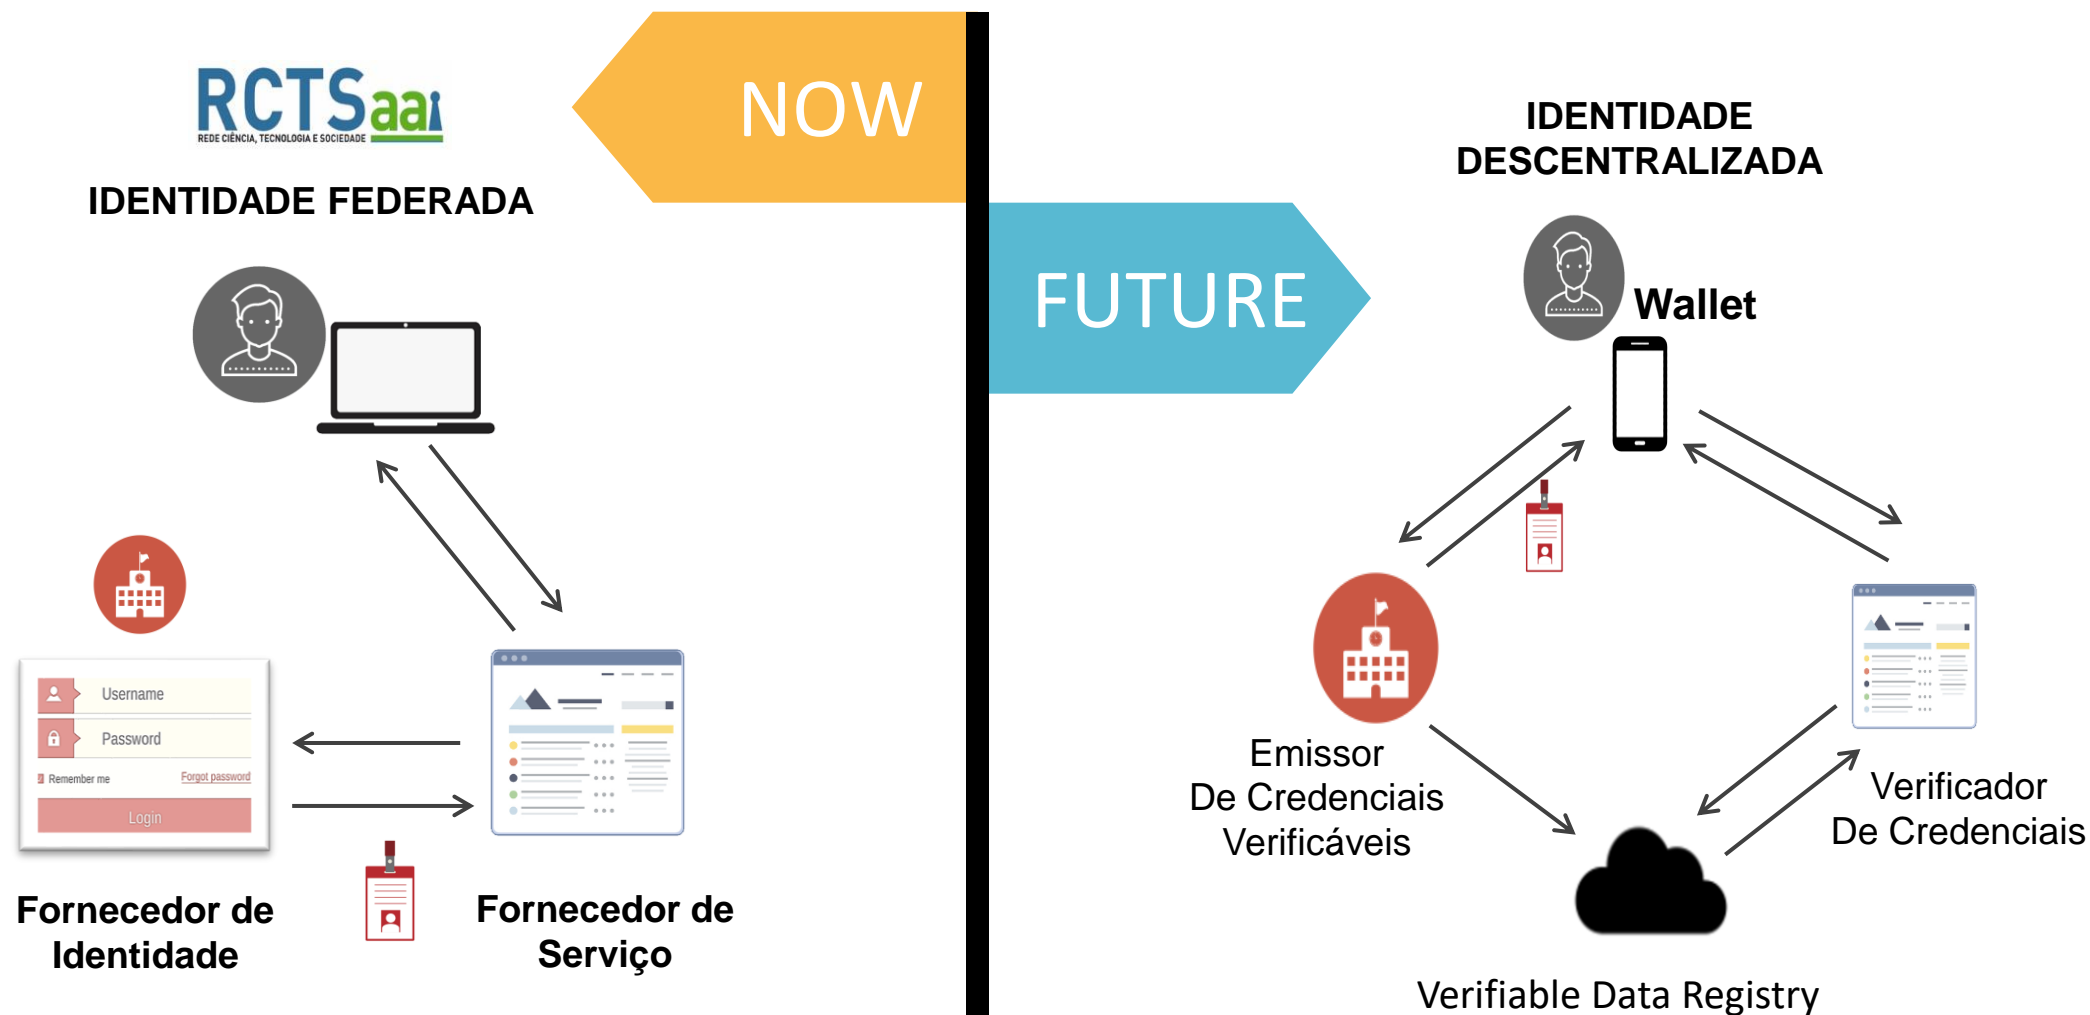 RCTSaai
REDE CIÊNCIA, TECNOLOGIA E SOCIEDADE
IDENTIDADE FEDERADA
NOW
Username
Password
Remember me
Forgot password
Login
Fornecedor de
Identidade
Fornecedor de
Serviço
FUTURE
IDENTIDADE
DESCENTRALIZADA
Wallet
Emissor
De Credenciais
Verificáveis
Verificador
De Credenciais
Verifiable Data Registry